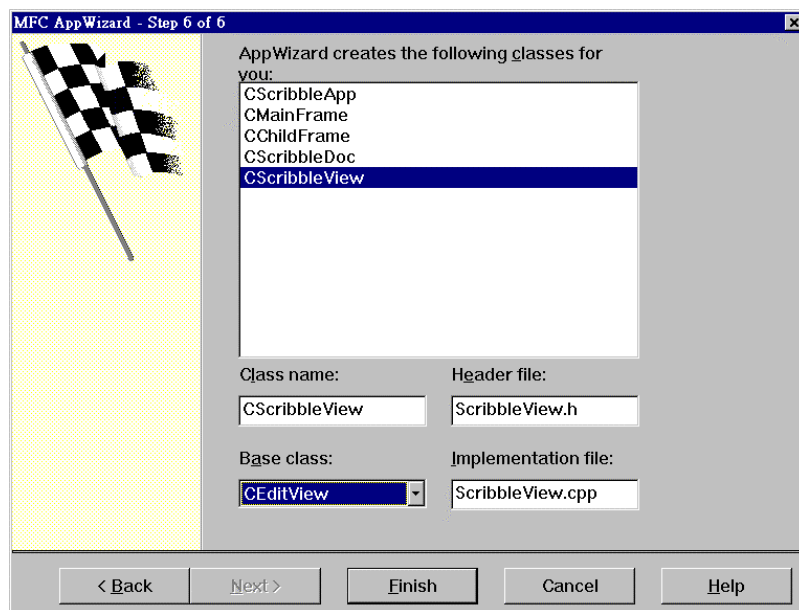 MFC AppWizard - Step 6 of 6
AppWizard creates the following classes for
you:
CScribbleApp
CMainFrame
CChildFrame
CScribbleDoc
CScribbleView
Class name:
Header file:
CScribbleView
ScribbleView.h
Base class:
Implementation file:
CEditView
ScribbleView.cpp
< Back
Next >
Finish
Cancel
Help